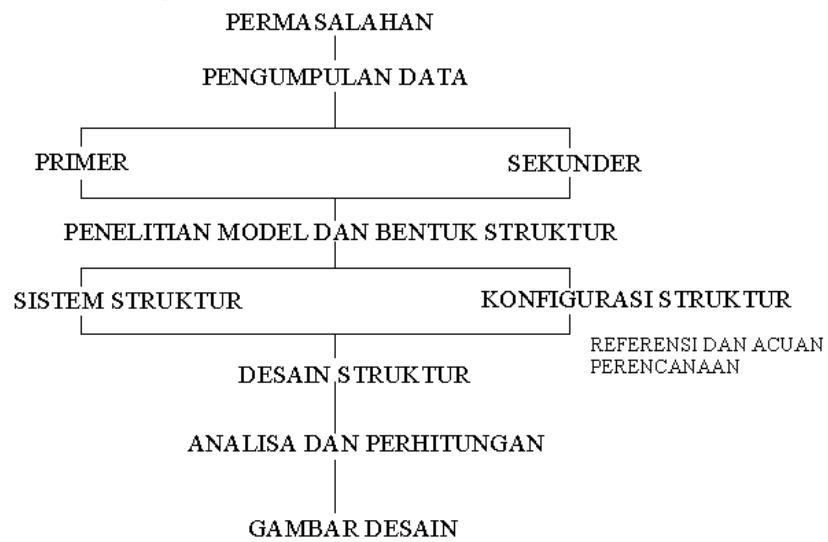 PERMASALAHAN
PENGUMPULAN DATA
PRIMER
SEKUNDER
PENELITIAN MODEL DAN BENTUK STRUKTUR
SISTEM STRUKTUR
KONFIGURASI STRUKTUR
REFERENSI DAN ACUAN
PERENCANAAN
DESAIN STRUKTUR
ANALISA DAN PERHITUNGAN
GAMBAR DESAIN